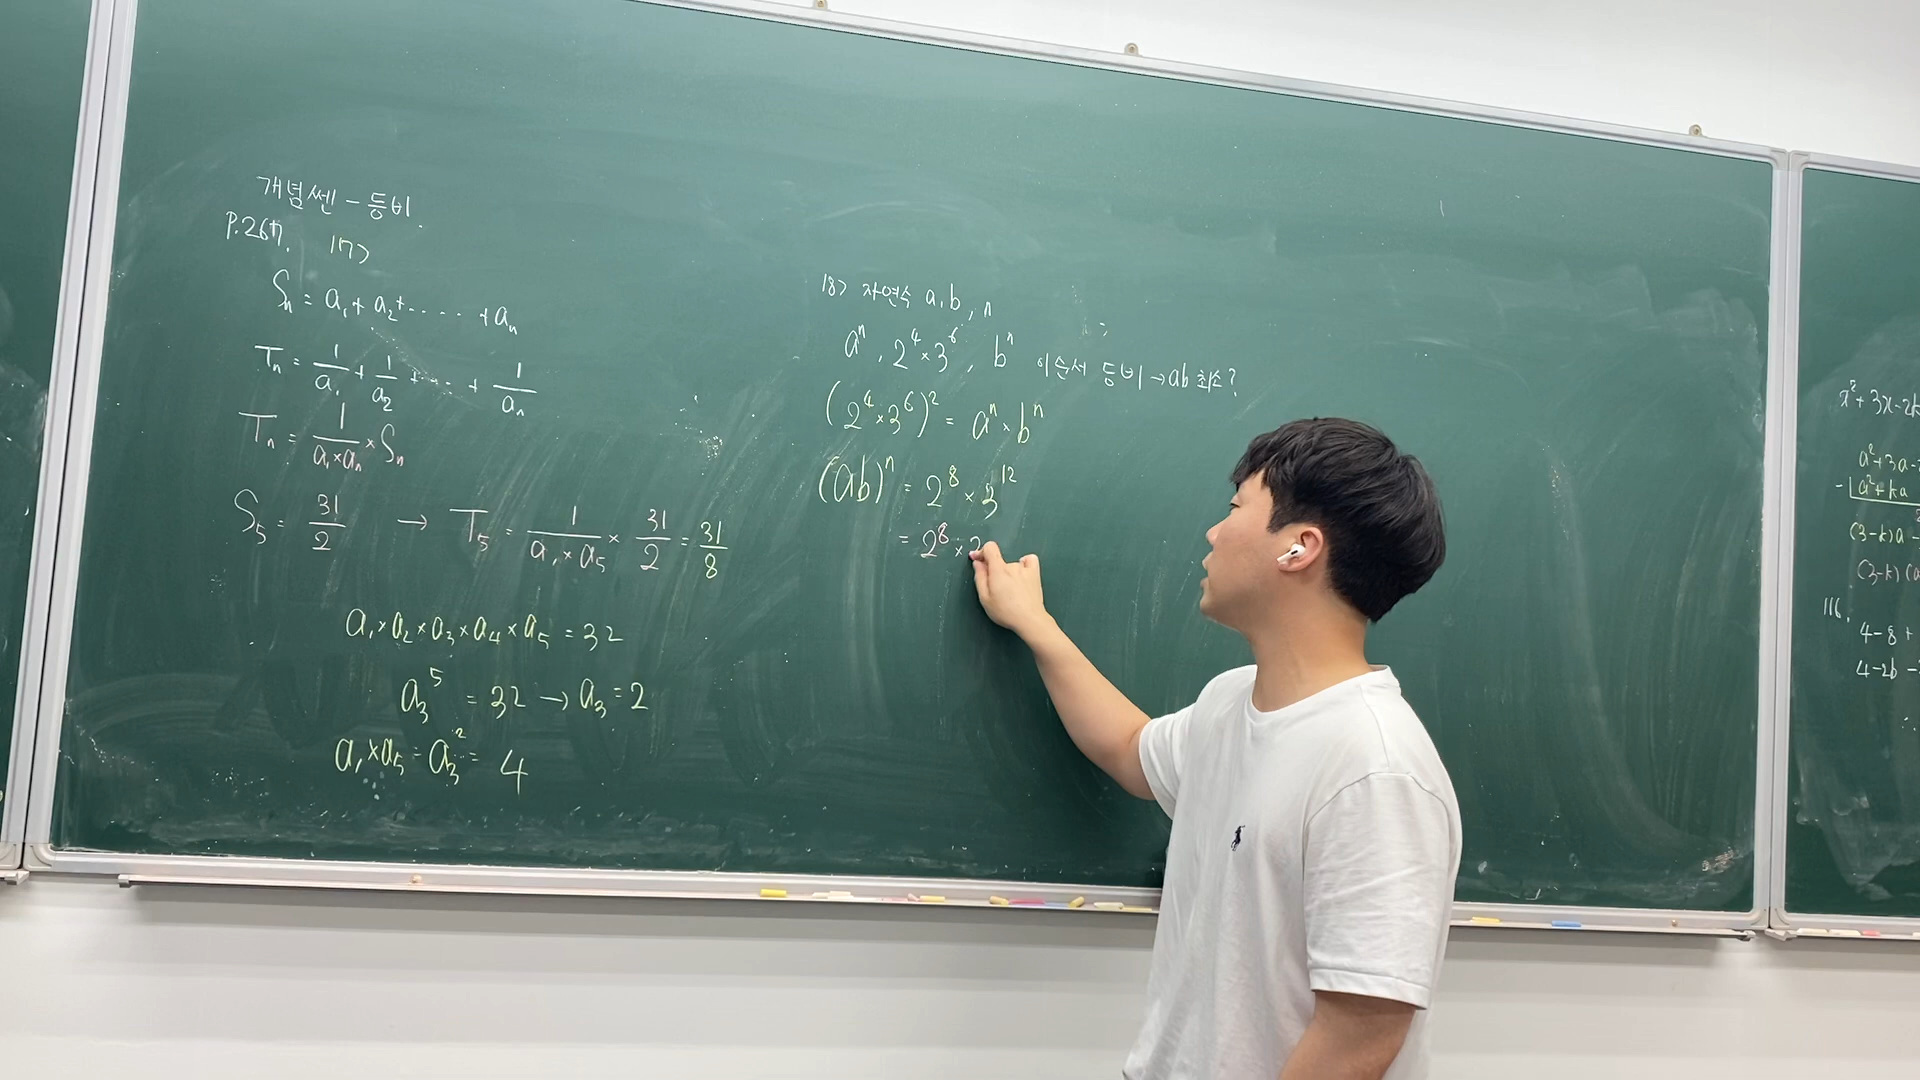 개념쎈 - 등비.
P.267. 17>
Sₙ = a₁ + a₂ + ‥‥ + aₙ
Tₙ = 1/a₁ + 1/a₂ + ‥‥ + 1/aₙ
Tₙ = 1/(a₁×aₙ) × Sₙ
S₅ = 31/2 → T₅ = 1/(a₁×a₅) × 31/2 = 31/8
a₁×a₂×a₃×a₄×a₅ = 32
a₃⁵ = 32 → a₃ = 2
a₁×a₅ = a₃² = 4
18> 자연수 a, b, n
aⁿ, 2⁴×3⁶, bⁿ 이 순서 등비 → ab 최소?
(2⁴×3⁶)² = aⁿ×bⁿ
(ab)ⁿ = 2⁸×3¹²
= 2⁸×
x²+3x-2k
a²+3a-
- a²+ka
(3-k)a -
(3-k)(a
116.
4-8+
4-2b-